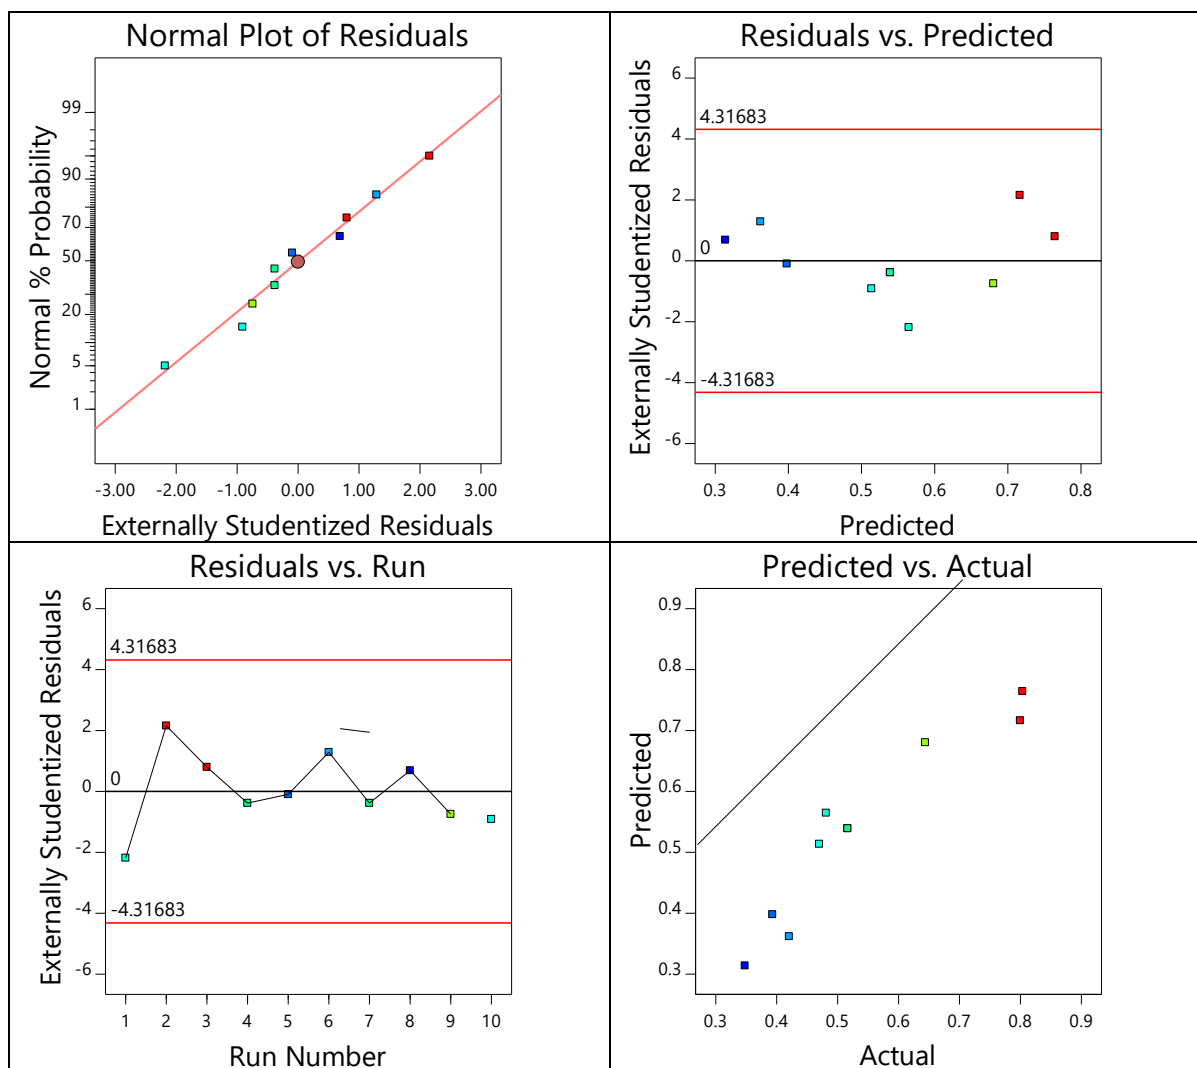 Normal Plot of Residuals
Normal % Probability
99
90
70
50
20
5
1
-3.00 -2.00 -1.00 0.00 1.00 2.00 3.00
Externally Studentized Residuals
Residuals vs. Predicted
Externally Studentized Residuals
6
4.31683
4
2
0
0
-2
-4.31683
-4
-6
0.3 0.4 0.5 0.6 0.7 0.8
Predicted
Residuals vs. Run
Externally Studentized Residuals
6
4.31683
4
2
0
0
-2
-4.31683
-4
-6
1 2 3 4 5 6 7 8 9 10
Run Number
Predicted vs. Actual
Predicted
0.9
0.8
0.7
0.6
0.5
0.4
0.3
0.3 0.4 0.5 0.6 0.7 0.8 0.9
Actual